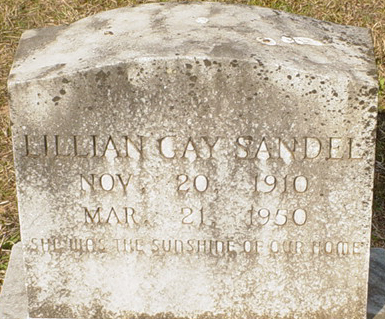 LILLIAN GAY SANDEL
NOV. 20, 1910
MAR. 21, 1950
SHE WAS THE SUNSHINE OF OUR HOME